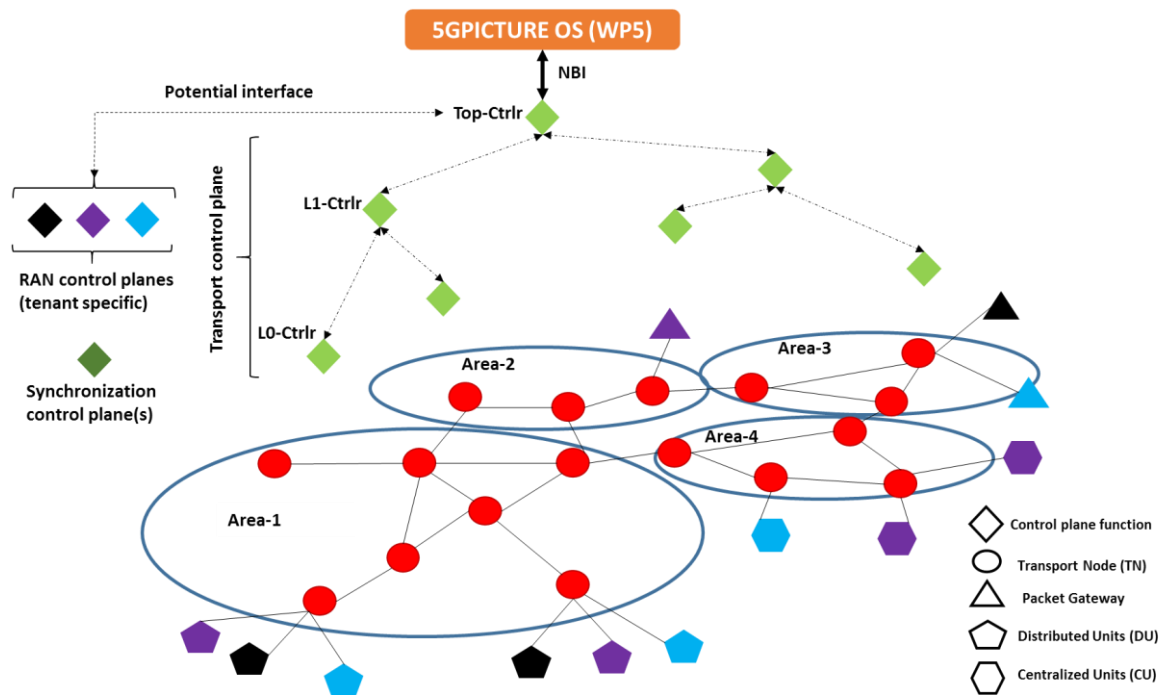 5GPICTURE OS (WP5)
NBI
Potential interface
Top-Ctrlr
Transport control plane
L1-Ctrlr
RAN control planes
(tenant specific)
L0-Ctrlr
Synchronization
control plane(s)
Area-2
Area-3
Area-4
Area-1
Control plane function
Transport Node (TN)
Packet Gateway
Distributed Units (DU)
Centralized Units (CU)